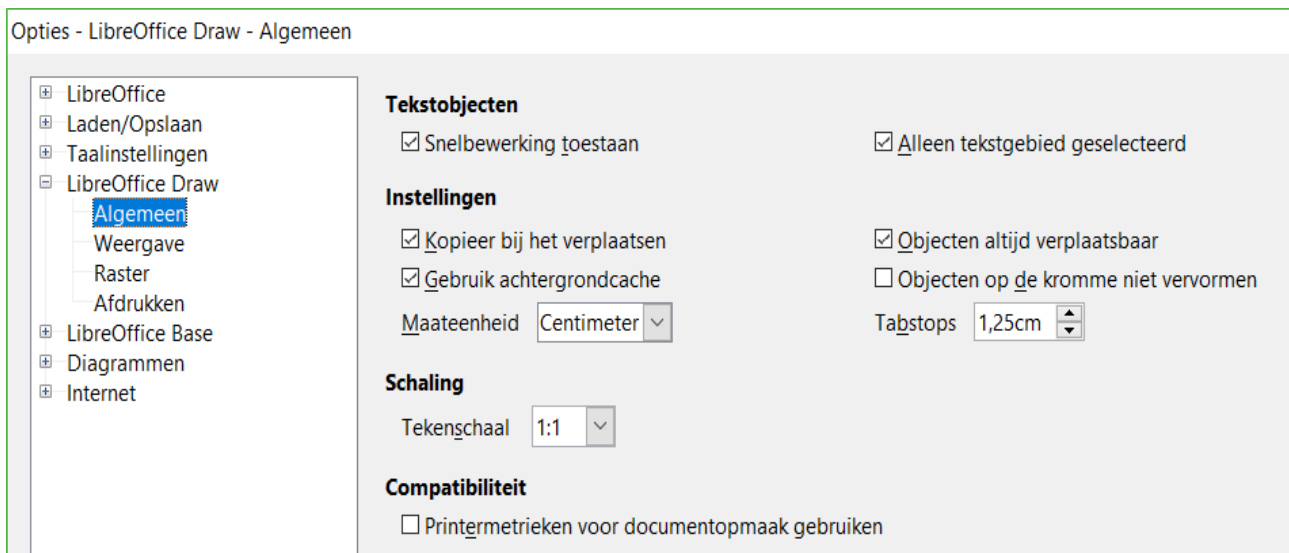 Opties - LibreOffice Draw - Algemeen
LibreOffice
Laden/Opslaan
Taalinstellingen
LibreOffice Draw
Algemeen
Weergave
Raster
Afdrukken
LibreOffice Base
Diagrammen
Internet
Tekstobjecten
Snelbewerking toestaan
Alleen tekstgebied geselecteerd
Instellingen
Kopieer bij het verplaatsen
Objecten altijd verplaatsbaar
Gebruik achtergrondcache
Objecten op de kromme niet vervormen
Maateenheid Centimeter
Tabstops 1,25cm
Schaling
Tekenschaal 1:1
Compatibiliteit
Printermetrieken voor documentopmaak gebruiken